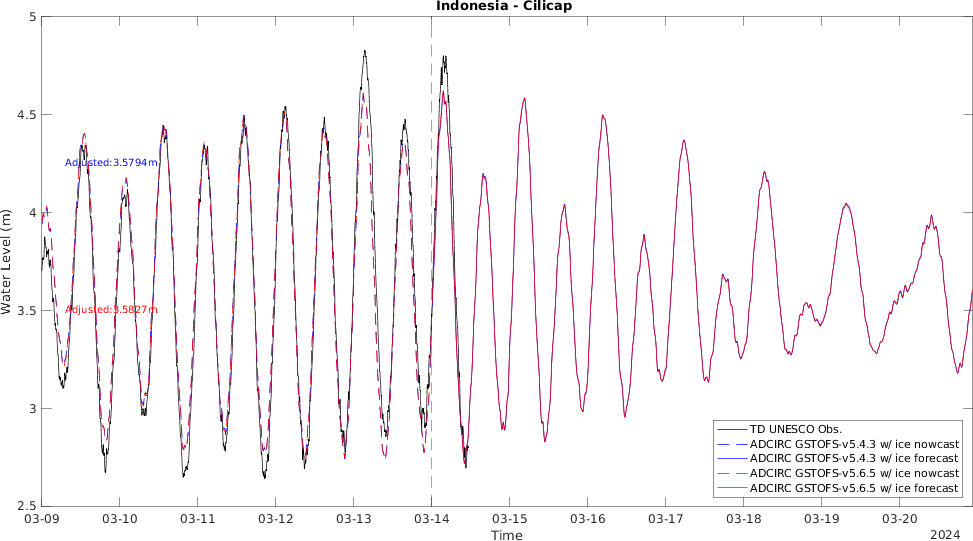 Indonesia - Cilicap
Water Level (m)
5
4.5
4
3.5
3
2.5
Adjusted:3.5794m
Adjusted:3.5827m
TD UNESCO Obs.
ADCIRC GSTOFS-v5.4.3 w/ ice nowcast
ADCIRC GSTOFS-v5.4.3 w/ ice forecast
ADCIRC GSTOFS-v5.6.5 w/ ice nowcast
ADCIRC GSTOFS-v5.6.5 w/ ice forecast
03-09 03-10 03-11 03-12 03-13 03-14 03-15 03-16 03-17 03-18 03-19 03-20
Time
2024